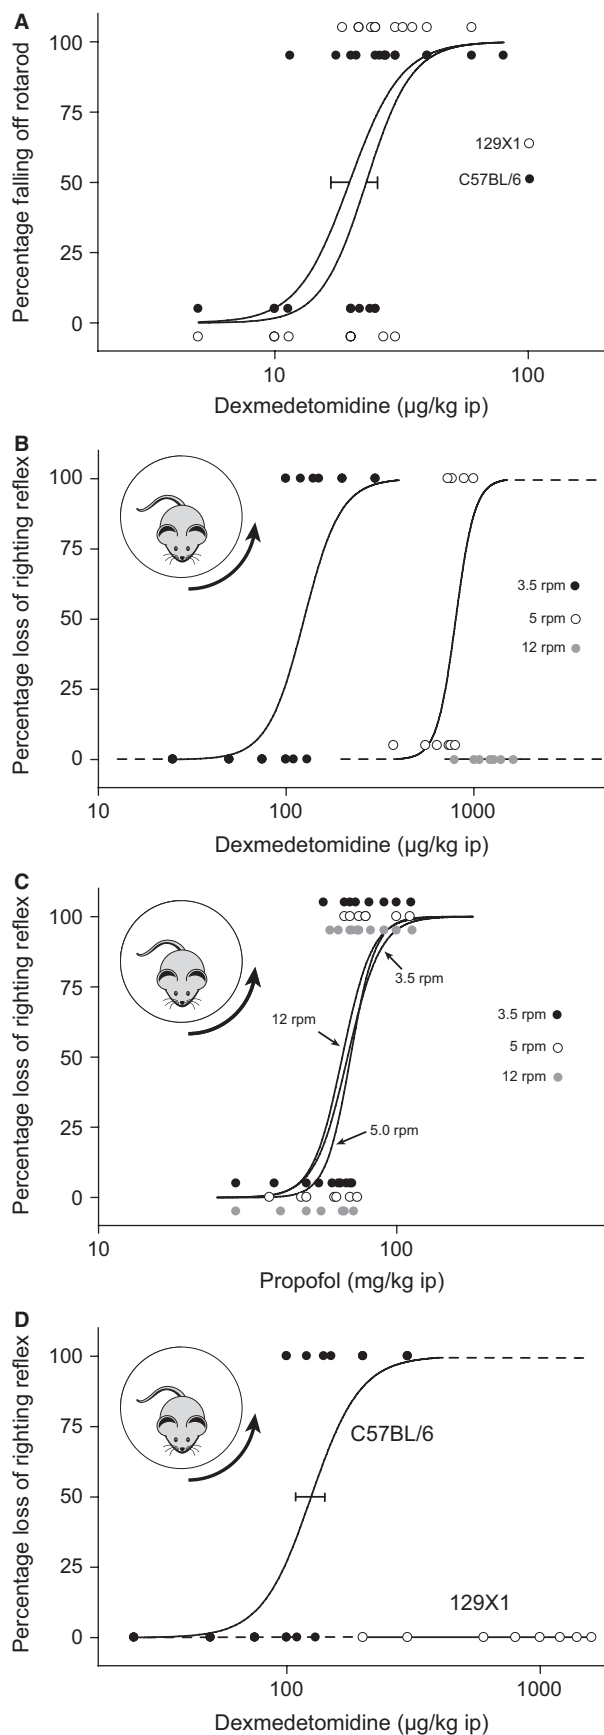 A
Percentage falling off rotarod
100
75
50
25
0
129X1
C57BL/6
10
100
Dexmedetomidine (µg/kg ip)
B
Percentage loss of righting reflex
100
75
50
25
0
3.5 rpm
5 rpm
12 rpm
10
100
1000
Dexmedetomidine (µg/kg ip)
C
Percentage loss of righting reflex
100
75
50
25
0
3.5 rpm
12 rpm
5.0 rpm
3.5 rpm
5 rpm
12 rpm
10
100
Propofol (mg/kg ip)
D
Percentage loss of righting reflex
100
75
50
25
0
C57BL/6
129X1
100
1000
Dexmedetomidine (µg/kg ip)